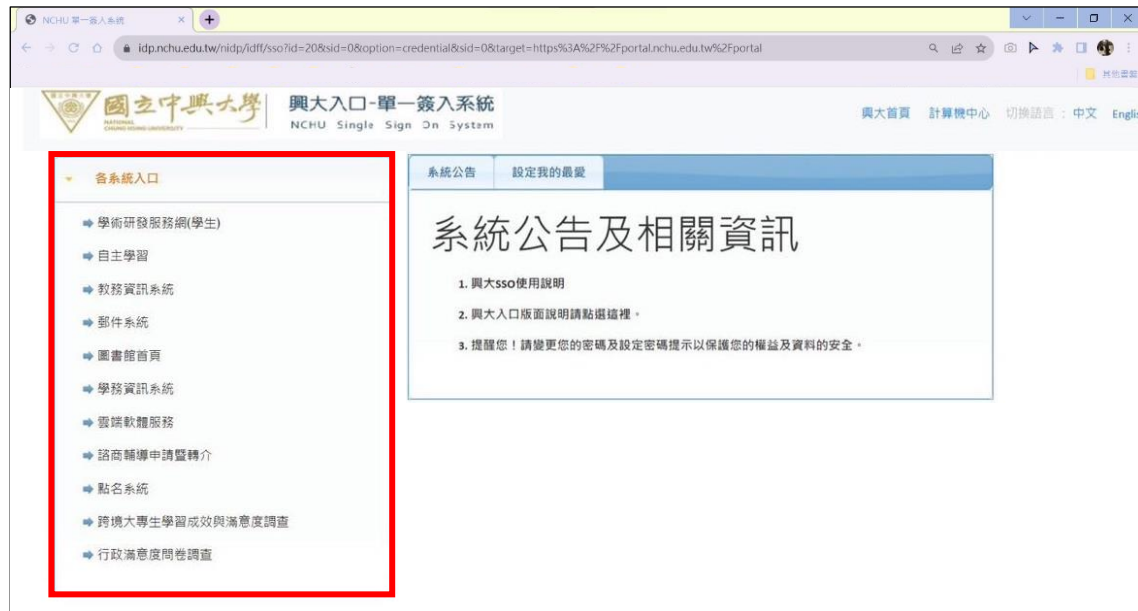 NCHU 單一簽入系統
idp.nchu.edu.tw/nidp/idff/sso?id=20&sid=0&option=credential&sid=0&target=https%3A%2F%2Fportal.nchu.edu.tw%2Fportal
其他書籤
國立中興大學
NATIONAL CHUNG HSING UNIVERSITY
興大入口-單一簽入系統
NCHU Single Sign On System
興大首頁 計算機中心 切換語言 : 中文 Englis
各系統入口
學術研發服務網(學生)
自主學習
教務資訊系統
郵件系統
圖書館首頁
學務資訊系統
雲端軟體服務
諮商輔導申請暨轉介
點名系統
跨境大專生學習成效與滿意度調查
行政滿意度問卷調查
系統公告 設定我的最愛
系統公告及相關資訊
1. 興大sso使用說明
2. 興大入口版面說明請點選這裡。
3. 提醒您！請變更您的密碼及設定密碼提示以保護您的權益及資料的安全。